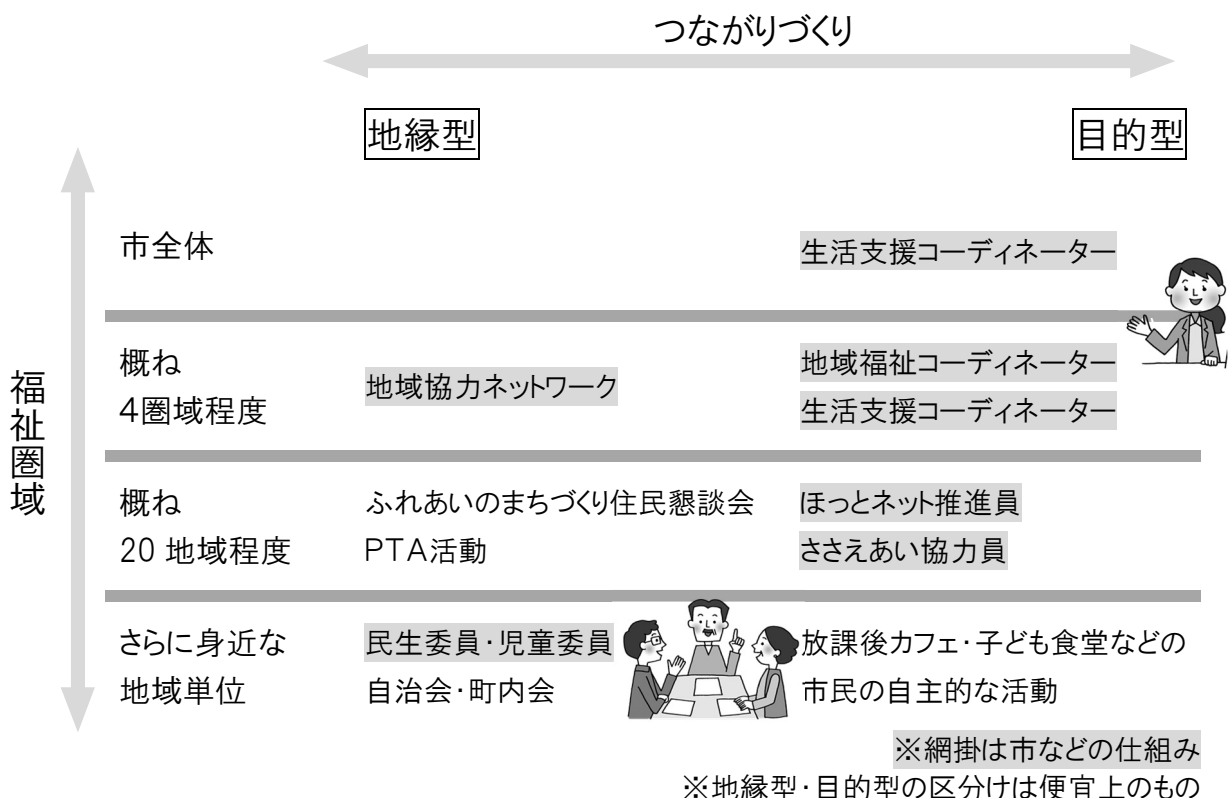 つながりづくり
地縁型
目的型
福祉圏域
市全体
生活支援コーディネーター
概ね
4圏域程度
地域協力ネットワーク
地域福祉コーディネーター
生活支援コーディネーター
概ね
20 地域程度
ふれあいのまちづくり住民懇談会
PTA活動
ほっとネット推進員
ささえあい協力員
さらに身近な
地域単位
民生委員・児童委員
自治会・町内会
放課後カフェ・子ども食堂などの
市民の自主的な活動
※網掛は市などの仕組み
※地縁型・目的型の区分けは便宜上のもの